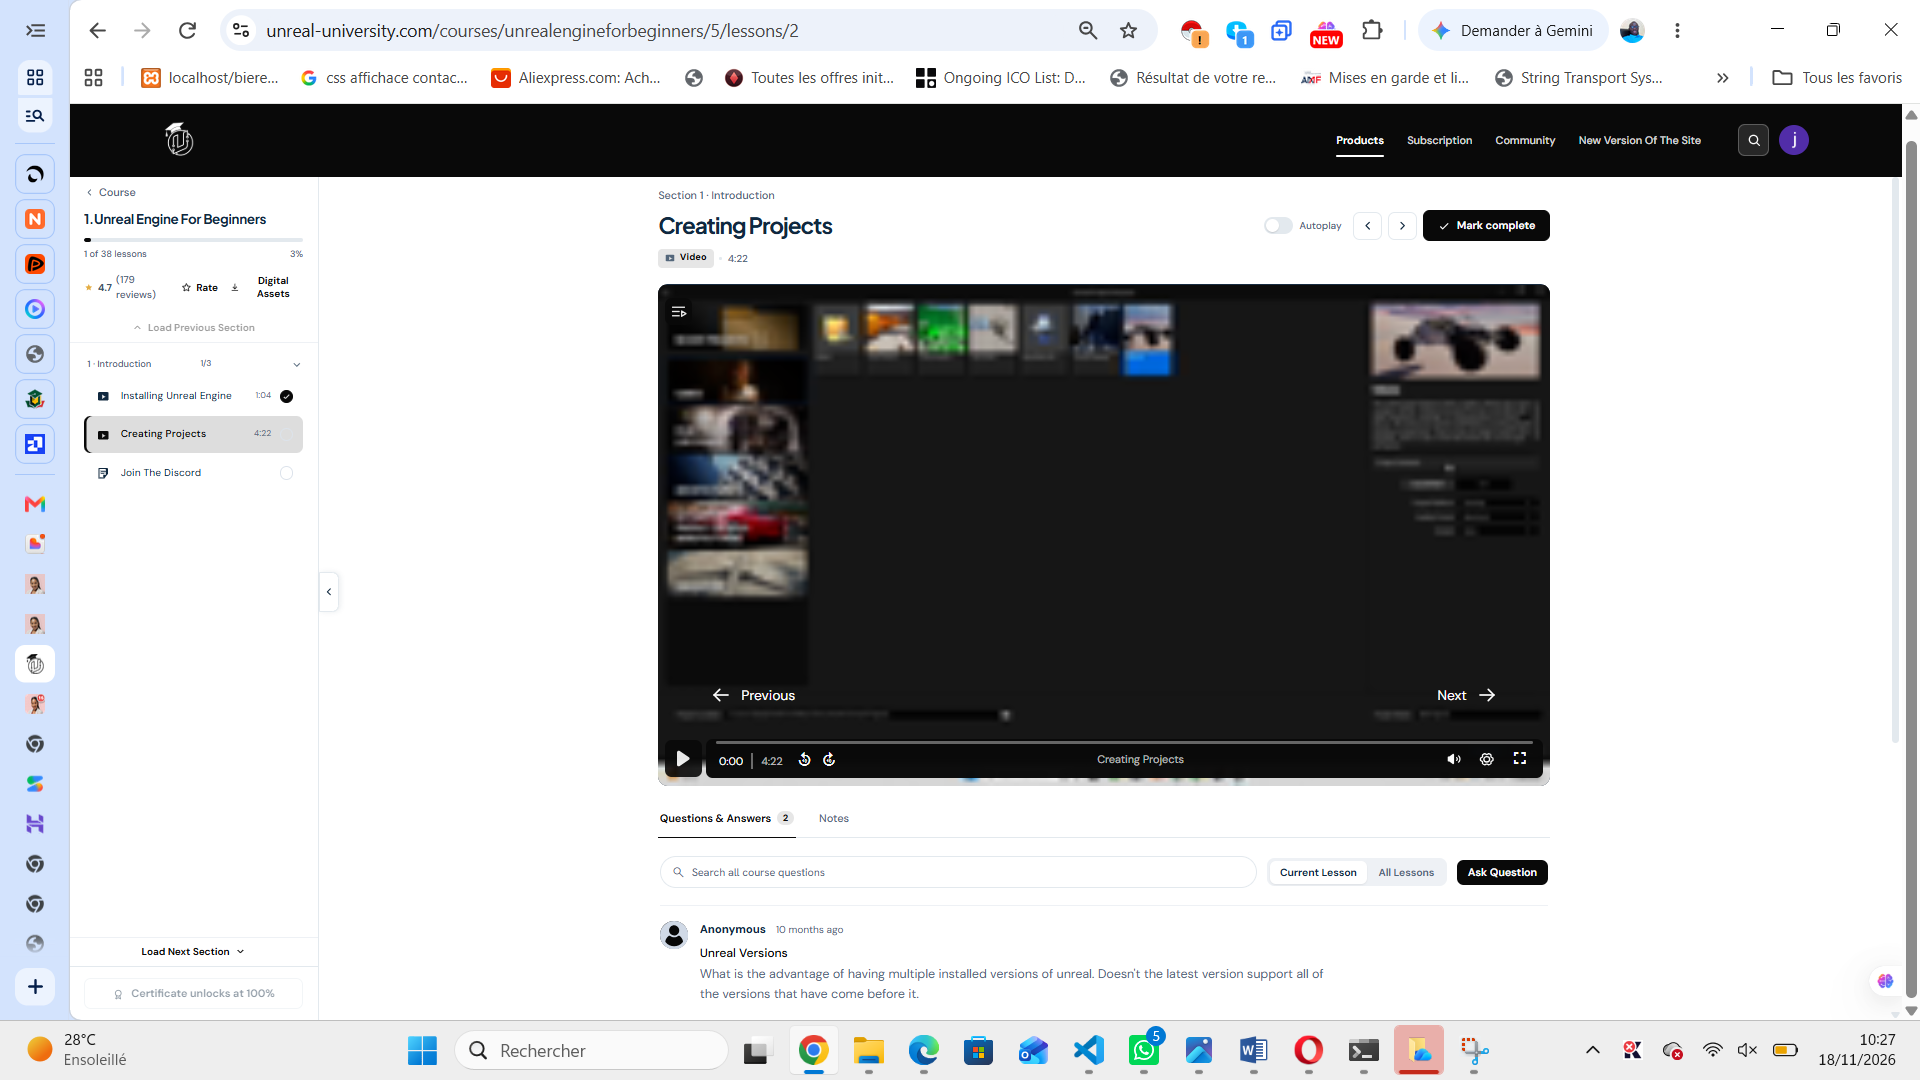 unreal-university.com/courses/unrealengineforbeginners/5/lessons/2
!
1
NEW
Demander à Gemini
localhost/biere...
css affichace contac...
Aliexpress.com: Ach...
Toutes les offres init...
Ongoing ICO List: D...
Résultat de votre re...
Mises en garde et li...
String Transport Sys...
Tous les favoris
Products
Subscription
Community
New Version Of The Site
j
Course
1.Unreal Engine For Beginners
1 of 38 lessons
3%
4.7
(179 reviews)
Rate
Digital Assets
Load Previous Section
1 · Introduction
1/3
Installing Unreal Engine
1:04
Creating Projects
4:22
Join The Discord
Load Next Section
Certificate unlocks at 100%
Section 1 · Introduction
Creating Projects
Autoplay
Mark complete
Video
4:22
Previous
Next
0:00
4:22
Creating Projects
Questions & Answers
2
Notes
Search all course questions
Current Lesson
All Lessons
Ask Question
Anonymous
10 months ago
Unreal Versions
What is the advantage of having multiple installed versions of unreal. Doesn't the latest version support all of
the versions that have come before it.
28°C
Ensoleillé
Rechercher
5
10:27
18/11/2026